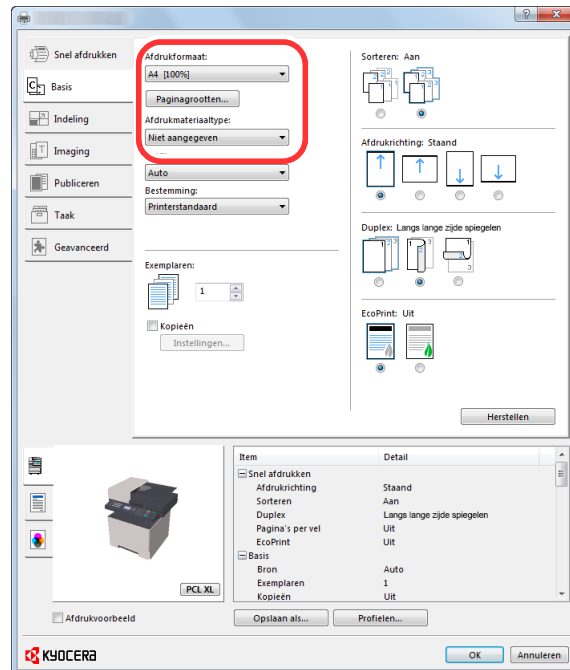 ?
Snel afdrukken
Basis
Indeling
Imaging
Publiceren
Taak
Geavanceerd
Afdrukformaat:
A4 [100%]
Paginagrootten...
Afdrukmateriaaltype:
Niet aangegeven
Auto
Bestemming:
Printerstandaard
Exemplaren:
1
Kopieën
Instellingen...
Sorteren: Aan
Afdrukrichting: Staand
Duplex: Langs lange zijde spiegelen
EcoPrint: Uit
Herstellen
PCL XL
Afdrukvoorbeeld
Item Detail
Snel afdrukken
Afdrukrichting Staand
Sorteren Aan
Duplex Langs lange zijde spiegelen
Pagina's per vel Uit
EcoPrint Uit
Basis
Bron Auto
Exemplaren 1
Kopieën Uit
Opslaan als... Profielen...
KYOCERA
OK Annuleren